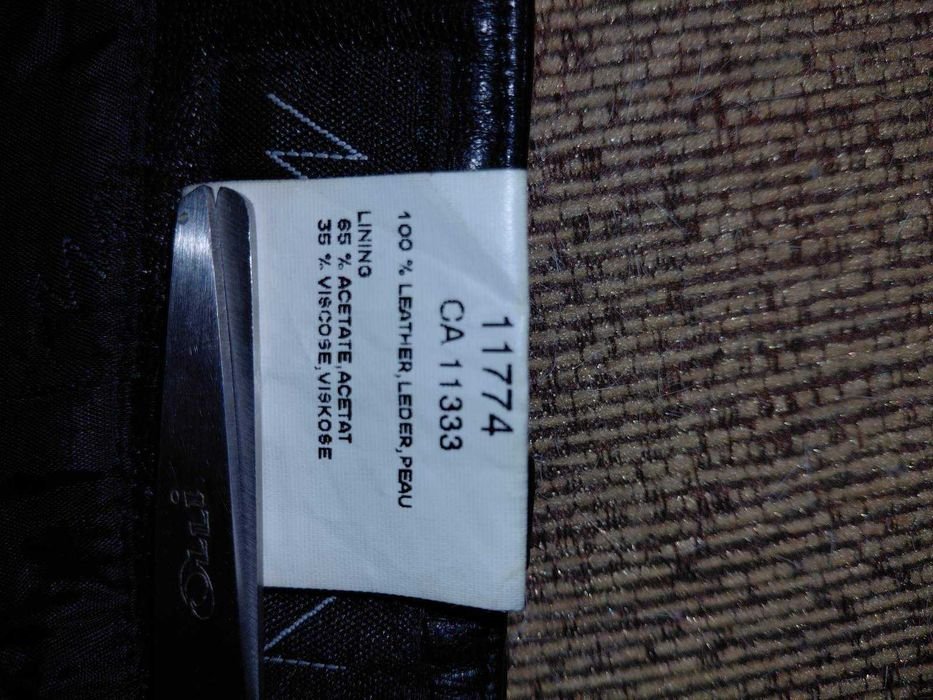 11774
CA 11333
100 % LEATHER, LEDER, PEAU
LINING
65 % ACETATE, ACETAT
35 % VISCOSE, VISKOSE